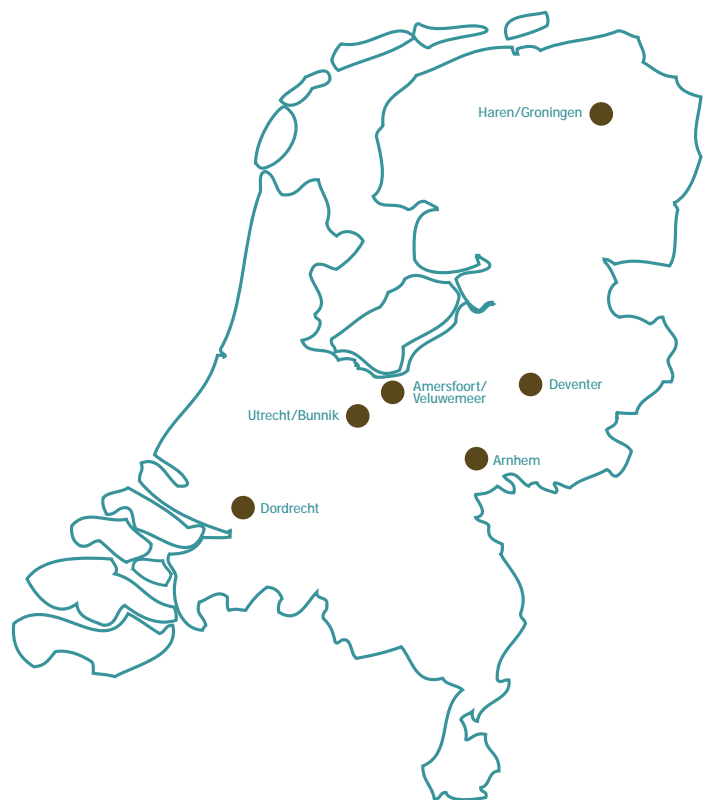 Haren/Groningen
Amersfoort/
Veluwemeer
Deventer
Utrecht/Bunnik
Arnhem
Dordrecht